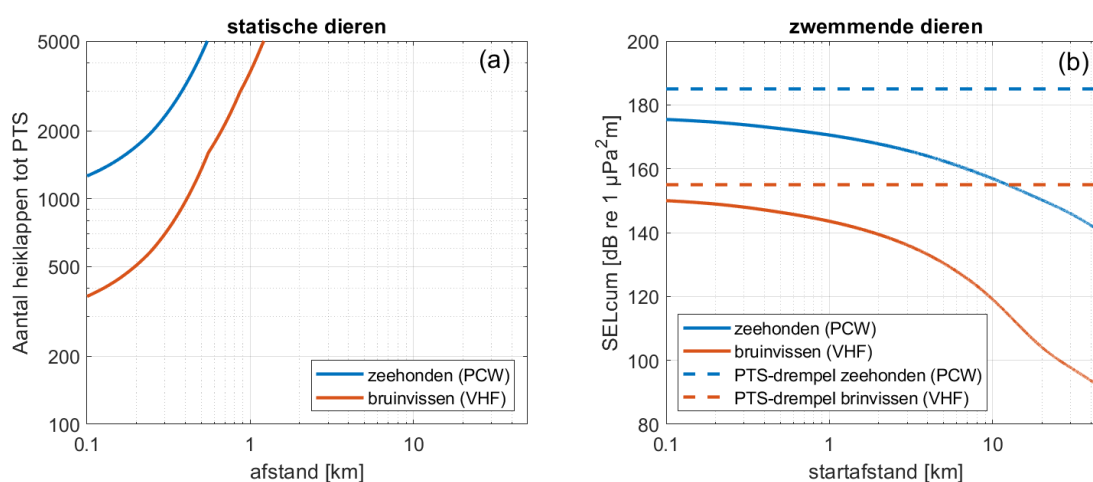 statische dieren
(a)
Aantal heiklappen tot PTS
5000
2000
1000
500
200
100
0.1
1
10
afstand [km]
zeehonden (PCW)
bruinvissen (VHF)
zwemmende dieren
(b)
SELcum [dB re 1 µPa²m]
200
180
160
140
120
100
80
0.1
1
10
startafstand [km]
zeehonden (PCW)
bruinvissen (VHF)
PTS-drempel zeehonden (PCW)
PTS-drempel brinvissen (VHF)